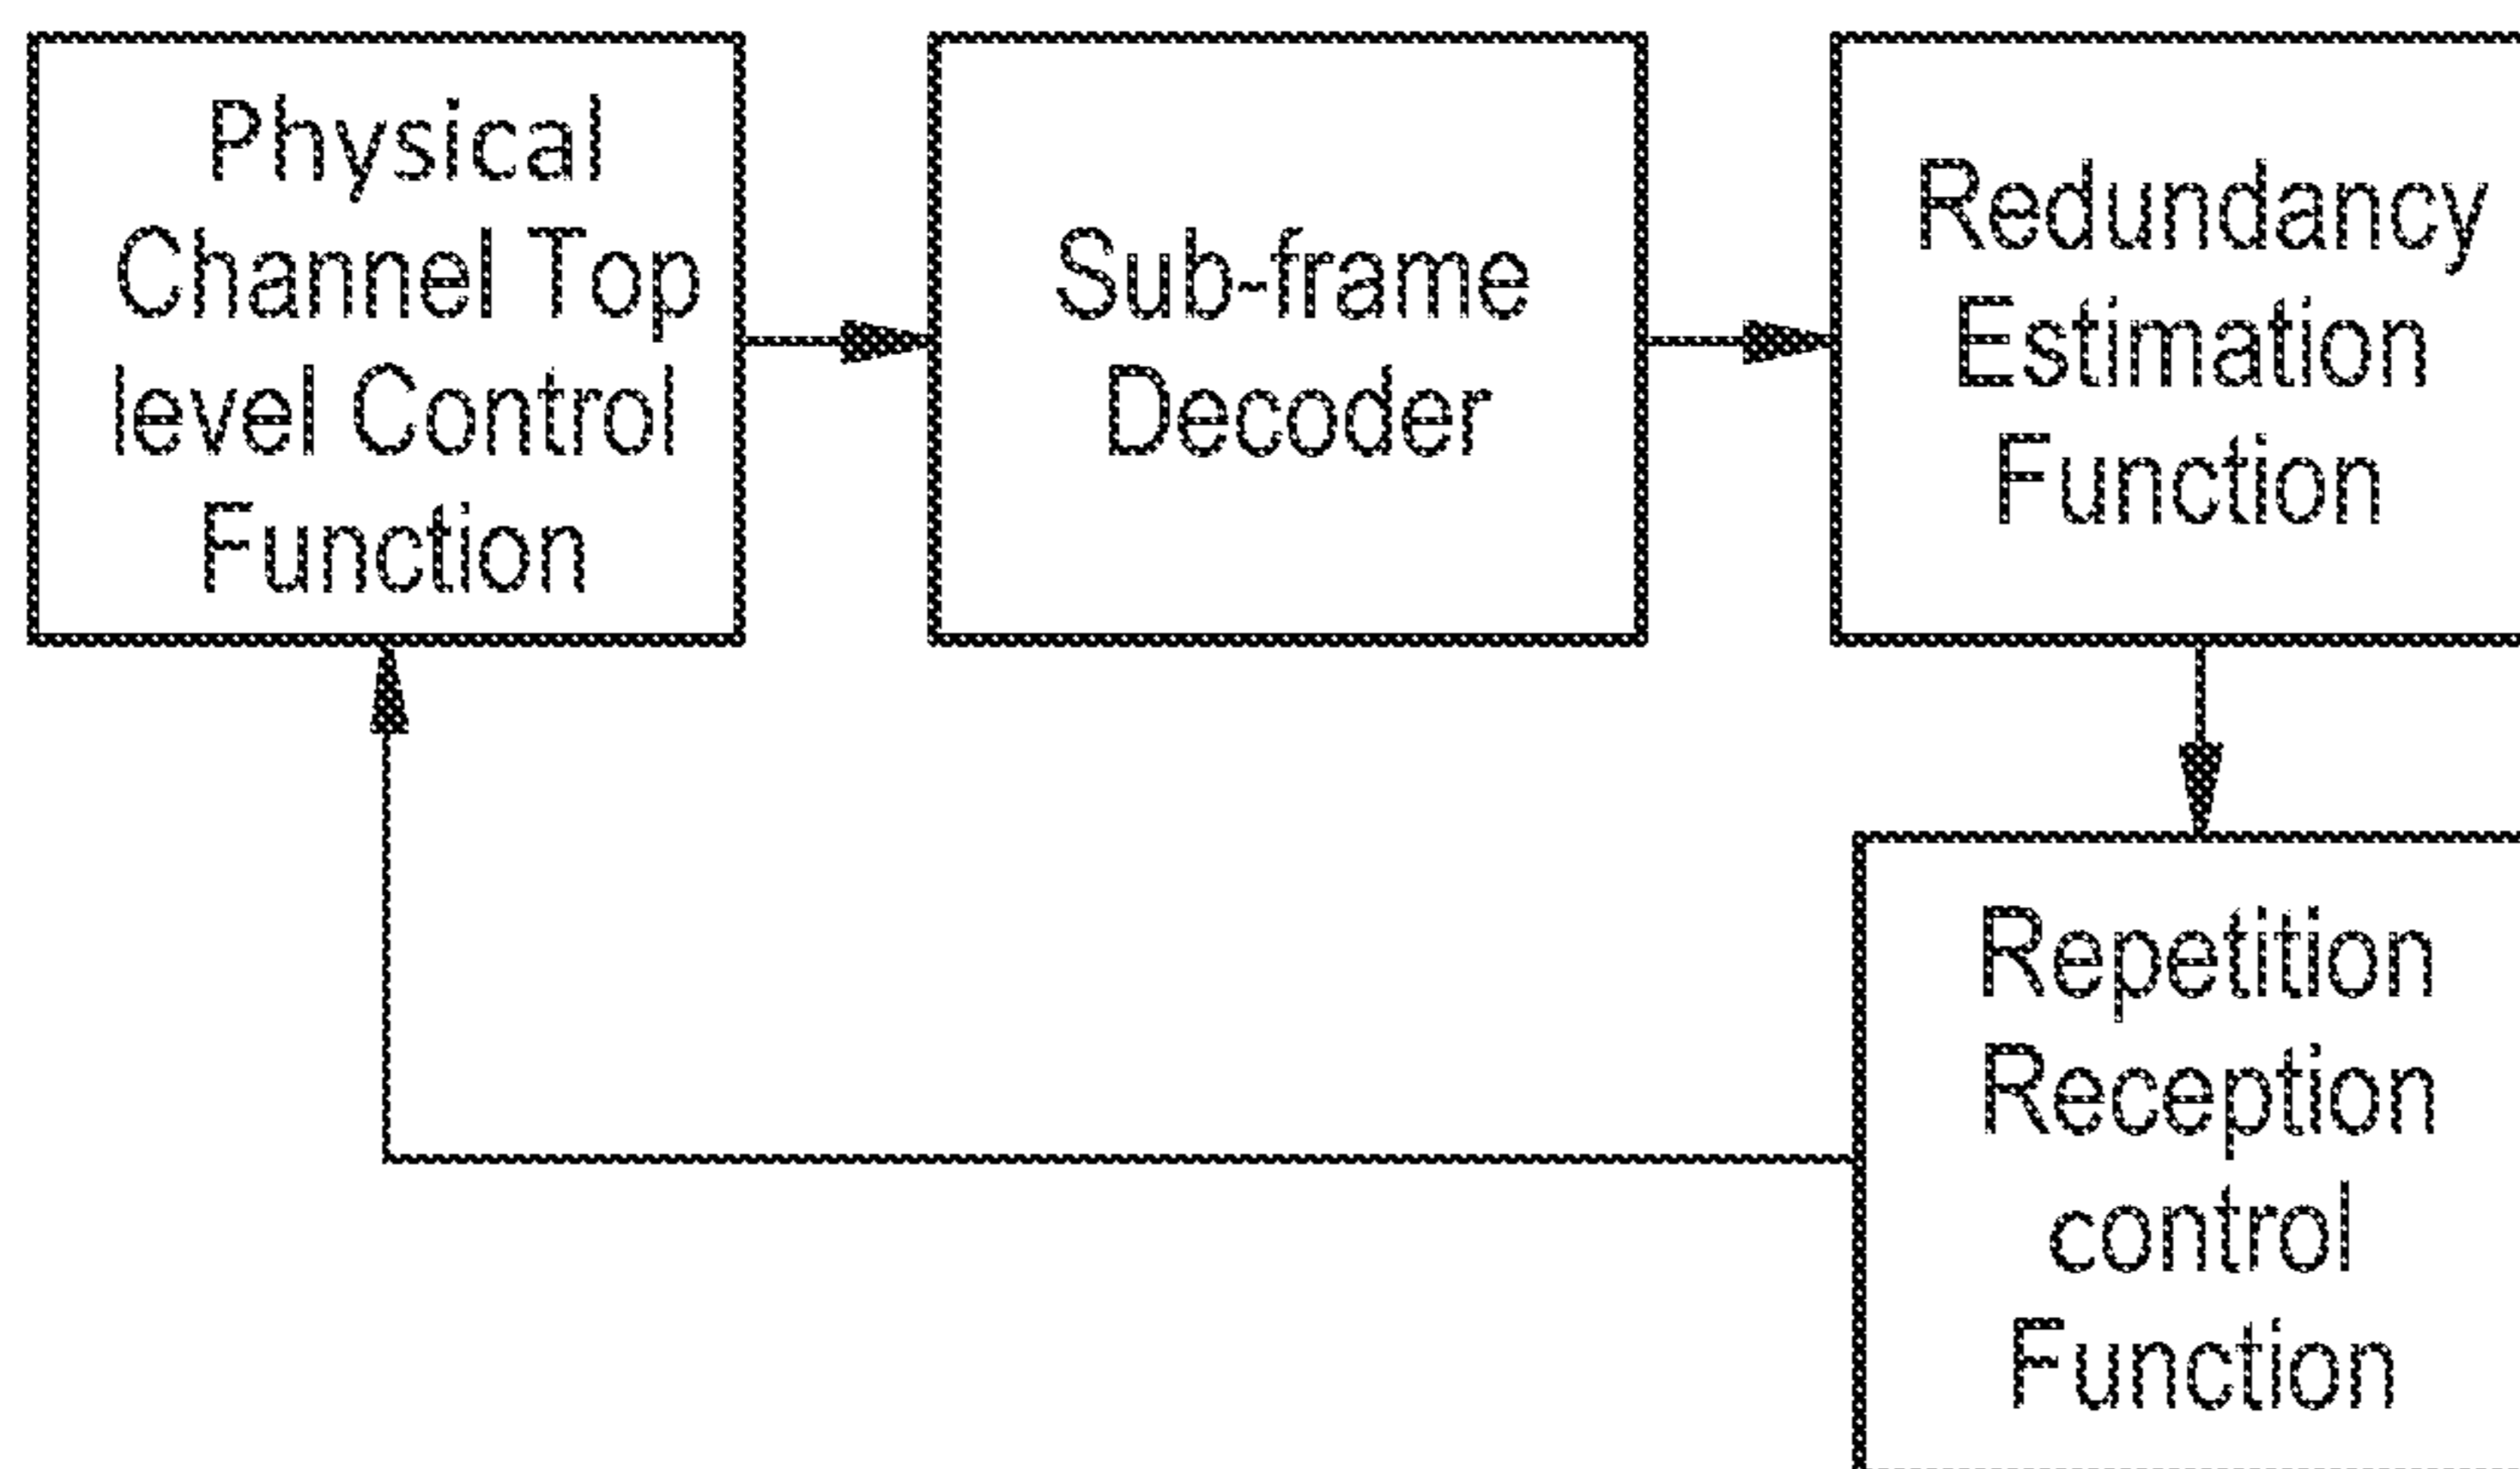 Physical
Channel Top
level Control
Function
Sub-frame
Decoder
Redundancy
Estimation
Function
Repetition
Reception
control
Function